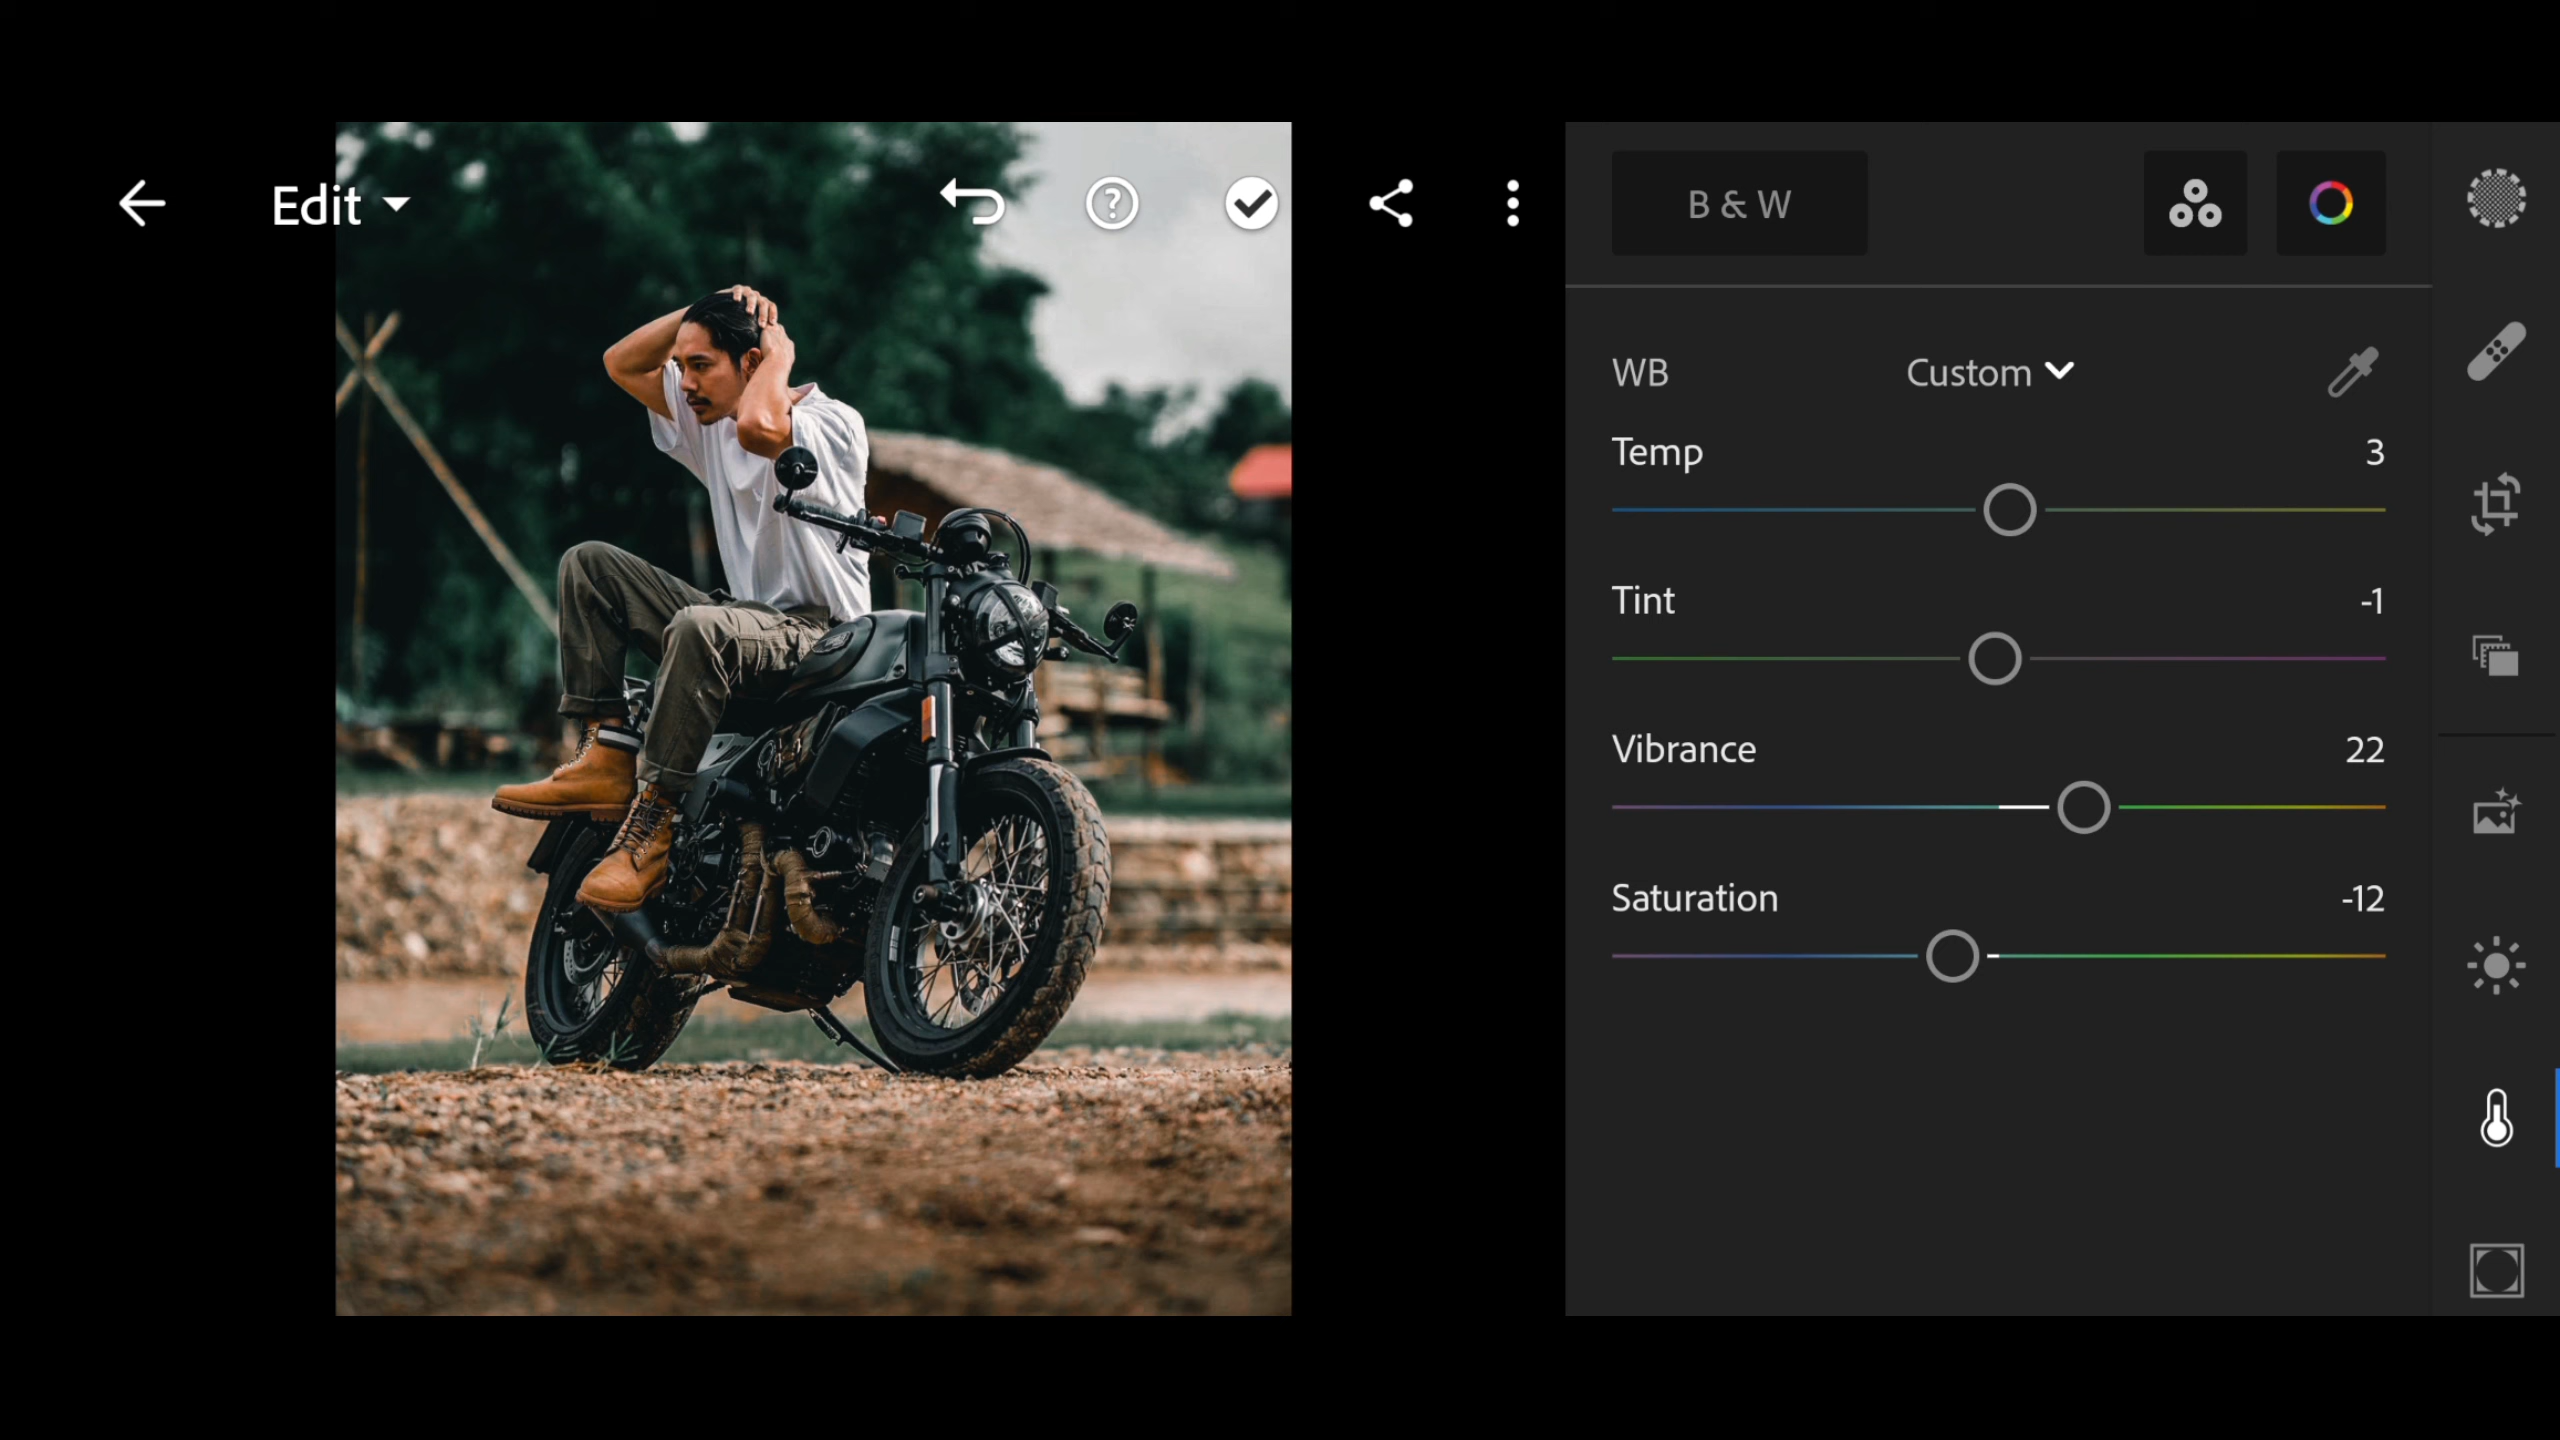 Edit
B & W
WB Custom
Temp 3
Tint -1
Vibrance 22
Saturation -12